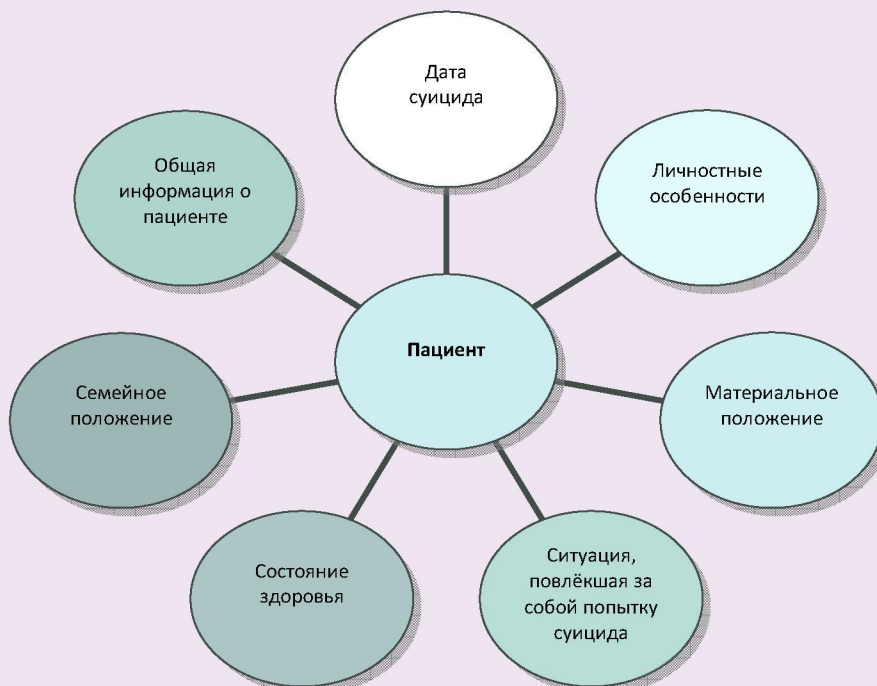 Дата
суицида
Общая
информация о
пациенте
Личностные
особенности
Пациент
Семейное
положение
Материальное
положение
Состояние
здоровья
Ситуация,
повлёкшая за
собой попытку
суицида